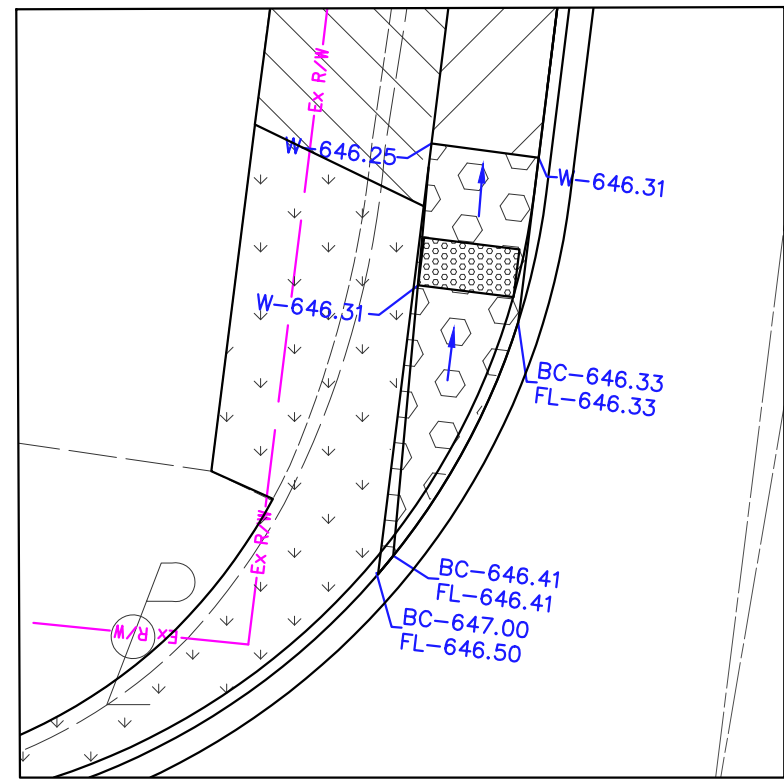 Ex R/W
W-646.25
W-646.31
W-646.31
BC-646.33
FL-646.33
Ex R/W
BC-646.41
FL-646.41
BC-647.00
FL-646.50
Ex R/W
P